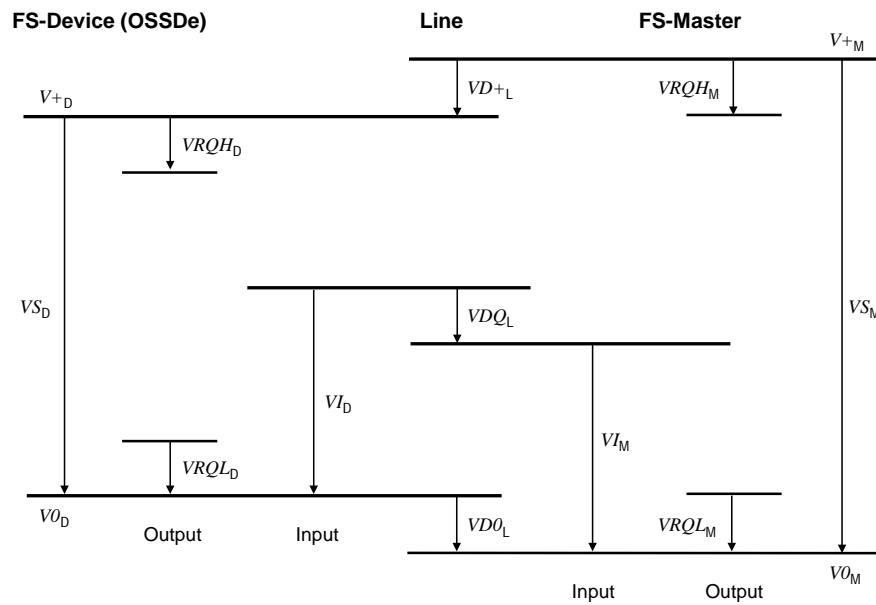 FS-Device (OSSDe) Line FS-Master
V+M
VD+L VRQHM
V+D
VRQHD
VSD VDQL VSM
VID
VIM
VRQLD
V0D VD0L VRQLM
Output Input
V0M
Input Output